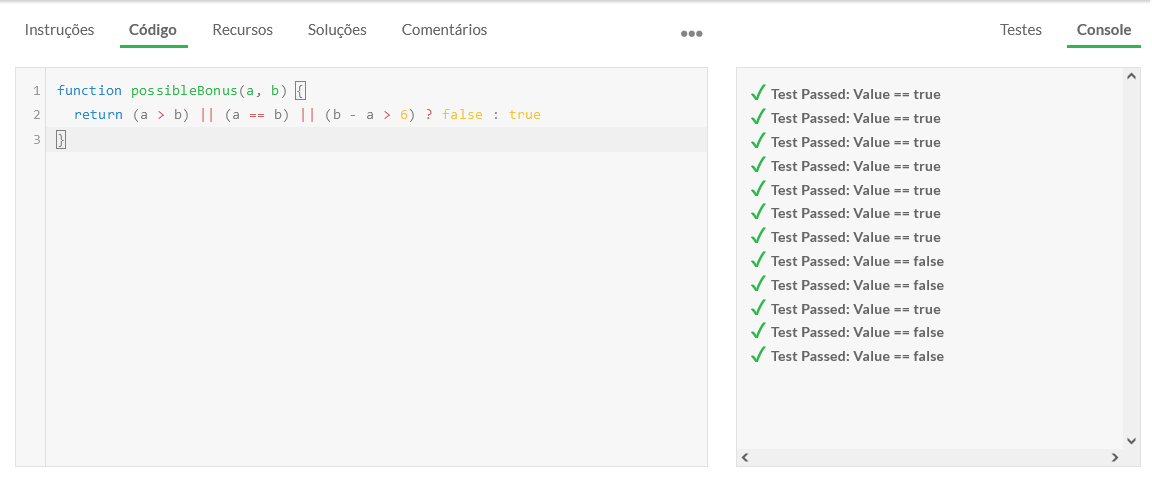 Instruções Código Recursos Soluções Comentários ••• Testes Console
1 function possibleBonus(a, b) {
2 return (a > b) || (a == b) || (b - a > 6) ? false : true
3 }
✓ Test Passed: Value == true
✓ Test Passed: Value == true
✓ Test Passed: Value == true
✓ Test Passed: Value == true
✓ Test Passed: Value == true
✓ Test Passed: Value == true
✓ Test Passed: Value == true
✓ Test Passed: Value == false
✓ Test Passed: Value == false
✓ Test Passed: Value == true
✓ Test Passed: Value == false
✓ Test Passed: Value == false